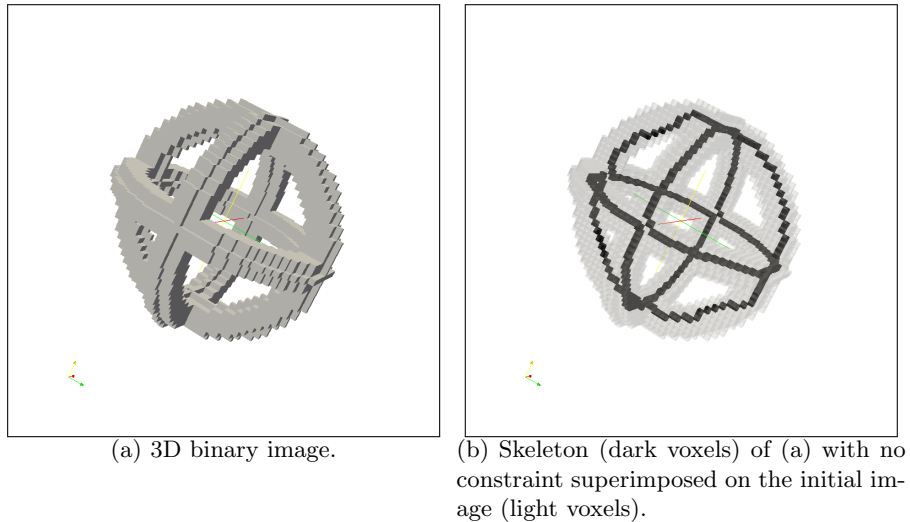 (a) 3D binary image.
(b) Skeleton (dark voxels) of (a) with no
constraint superimposed on the initial im-
age (light voxels).